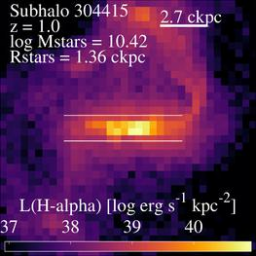 Subhalo 304415
2.7 ckpc
z = 1.0
log Mstars = 10.42
Rstars = 1.36 ckpc
L(H-alpha) [log erg s⁻¹ kpc⁻²]
37 38 39 40